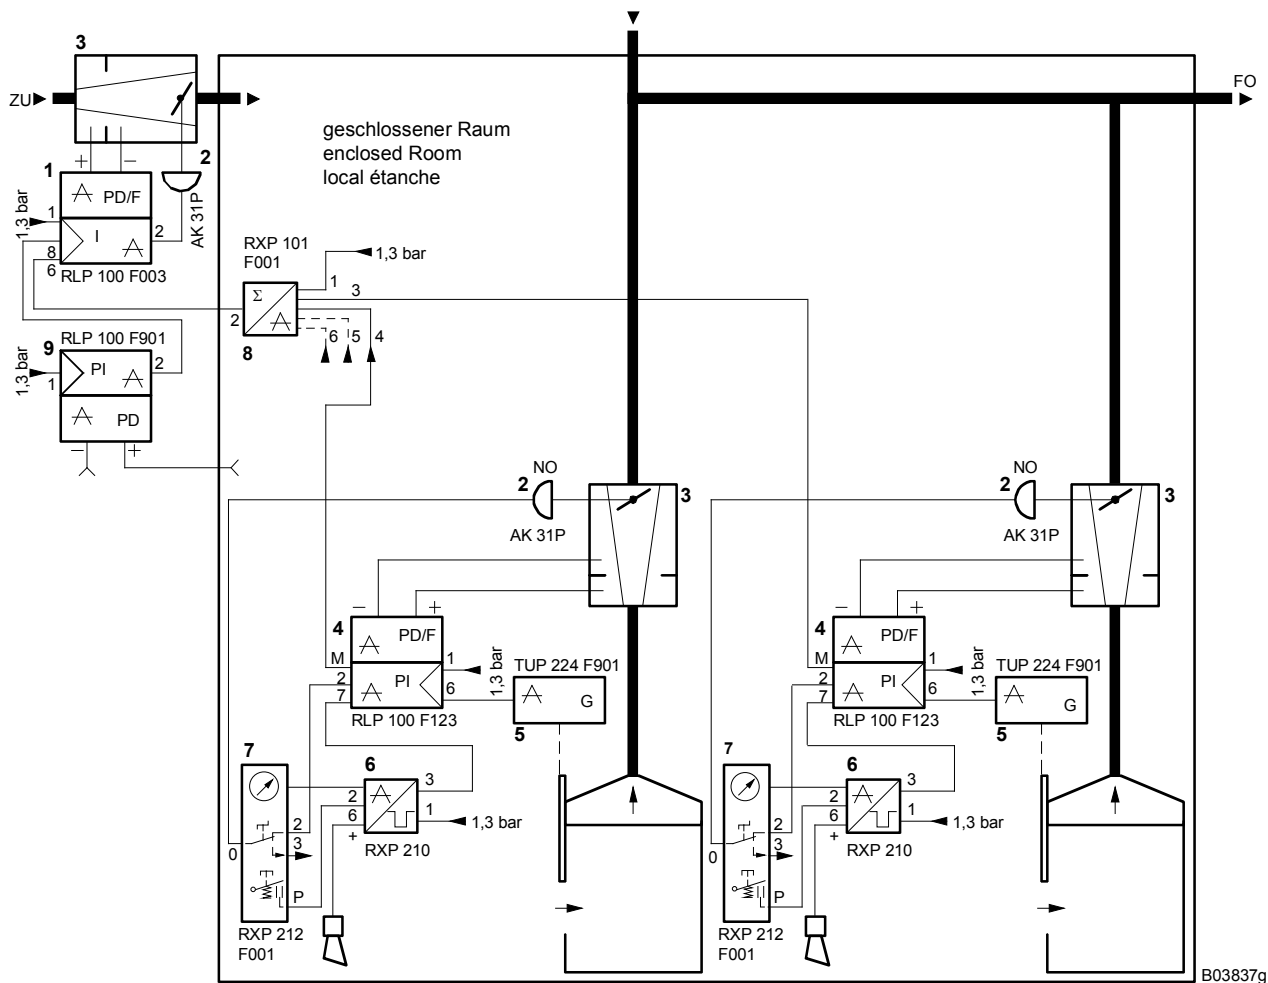 3
ZU
FO
geschlossener Raum
enclosed Room
local étanche
+
–
2
1
PD/F
1,3 bar
1
I
2
AK 31P
8
6
RLP 100 F003
RXP 101
F001
1
1,3 bar
3
Σ
2
6
5
4
8
RLP 100 F901
9
PI
2
1,3 bar
1
PD
–
+
NO
2
3
AK 31P
NO
2
3
AK 31P
–
+
4
PD/F
M
1
2
PI
6
7
1,3 bar
RLP 100 F123
TUP 224 F901
G
5
–
+
4
PD/F
M
1
2
PI
6
7
1,3 bar
RLP 100 F123
TUP 224 F901
G
5
7
6
3
2
6
1
1,3 bar
+
RXP 210
0
2
3
P
RXP 212
F001
7
6
3
2
6
1
1,3 bar
+
RXP 210
0
2
3
P
RXP 212
F001
B03837g